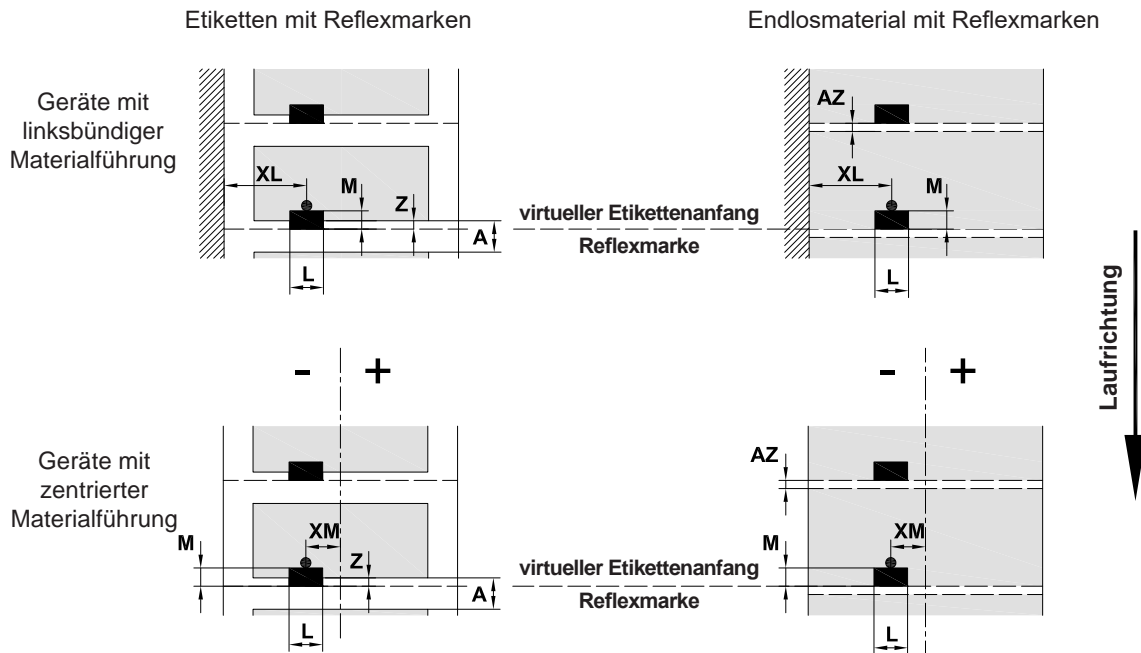 Etiketten mit Reflexmarken
Endlosmaterial mit Reflexmarken
Geräte mit
linksbündiger
Materialführung
XL
M
Z
A
L
virtueller Etikettenanfang
Reflexmarke
AZ
XL
M
L
Laufrichtung
- +
- +
Geräte mit
zentrierter
Materialführung
M
XM
Z
A
L
virtueller Etikettenanfang
Reflexmarke
AZ
XM
M
L